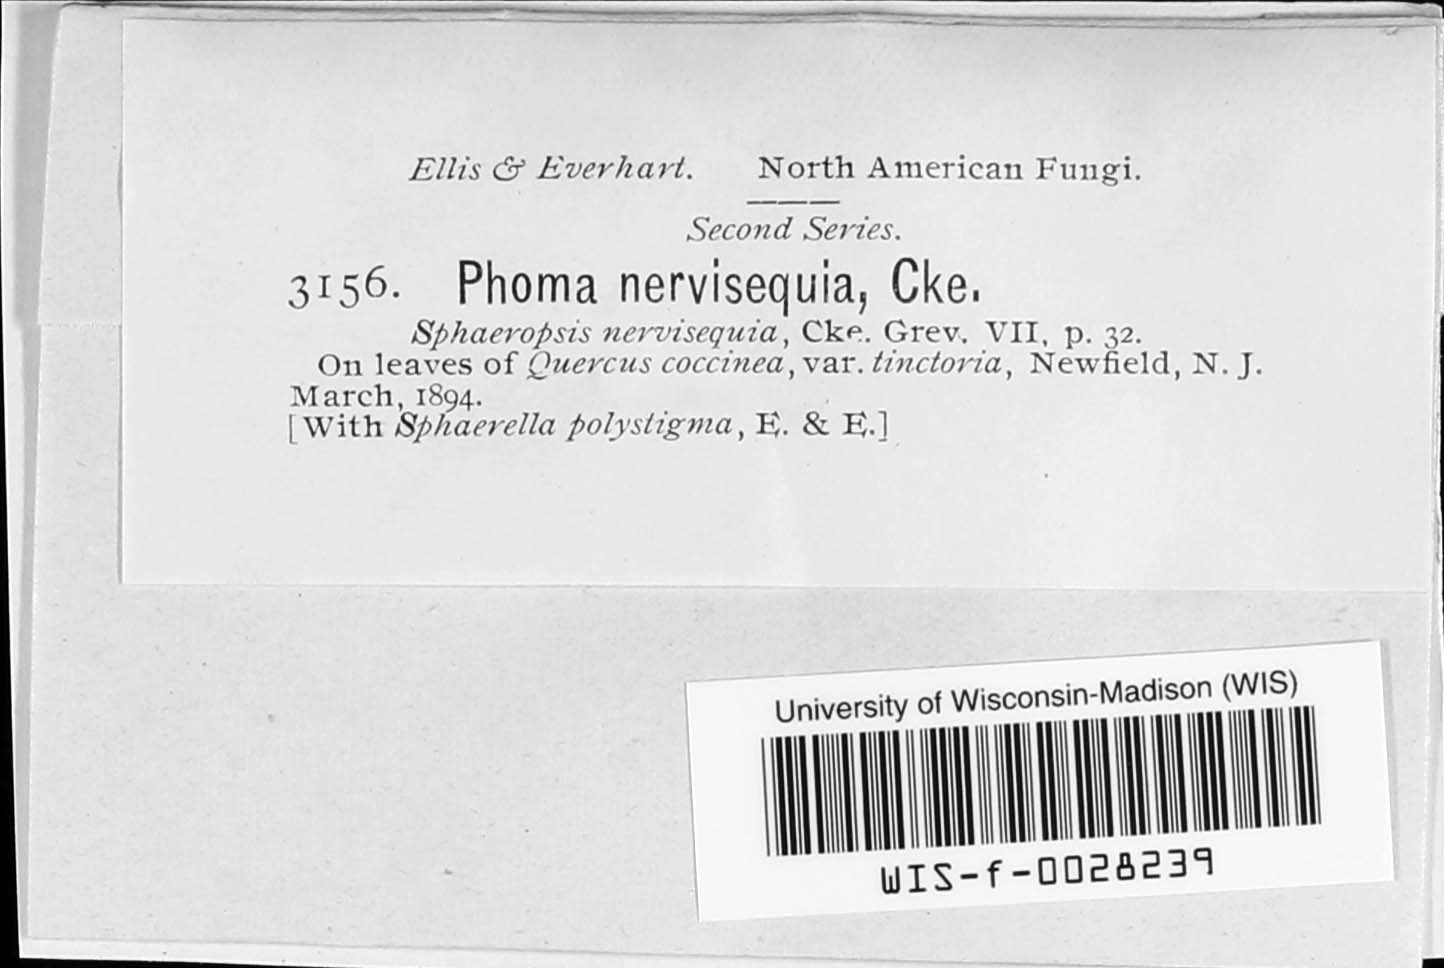 Ellis & Everhart. North American Fungi.
Second Series.
3156. Phoma nervisequia, Cke.
Sphaeropsis nervisequia, Cke. Grev. VII, p. 32.
On leaves of Quercus coccinea, var. tinctoria, Newfield, N. J.
March, 1894.
[With Sphaerella polystigma, E. & E.]
University of Wisconsin-Madison (WIS)
WIS-f-0028239